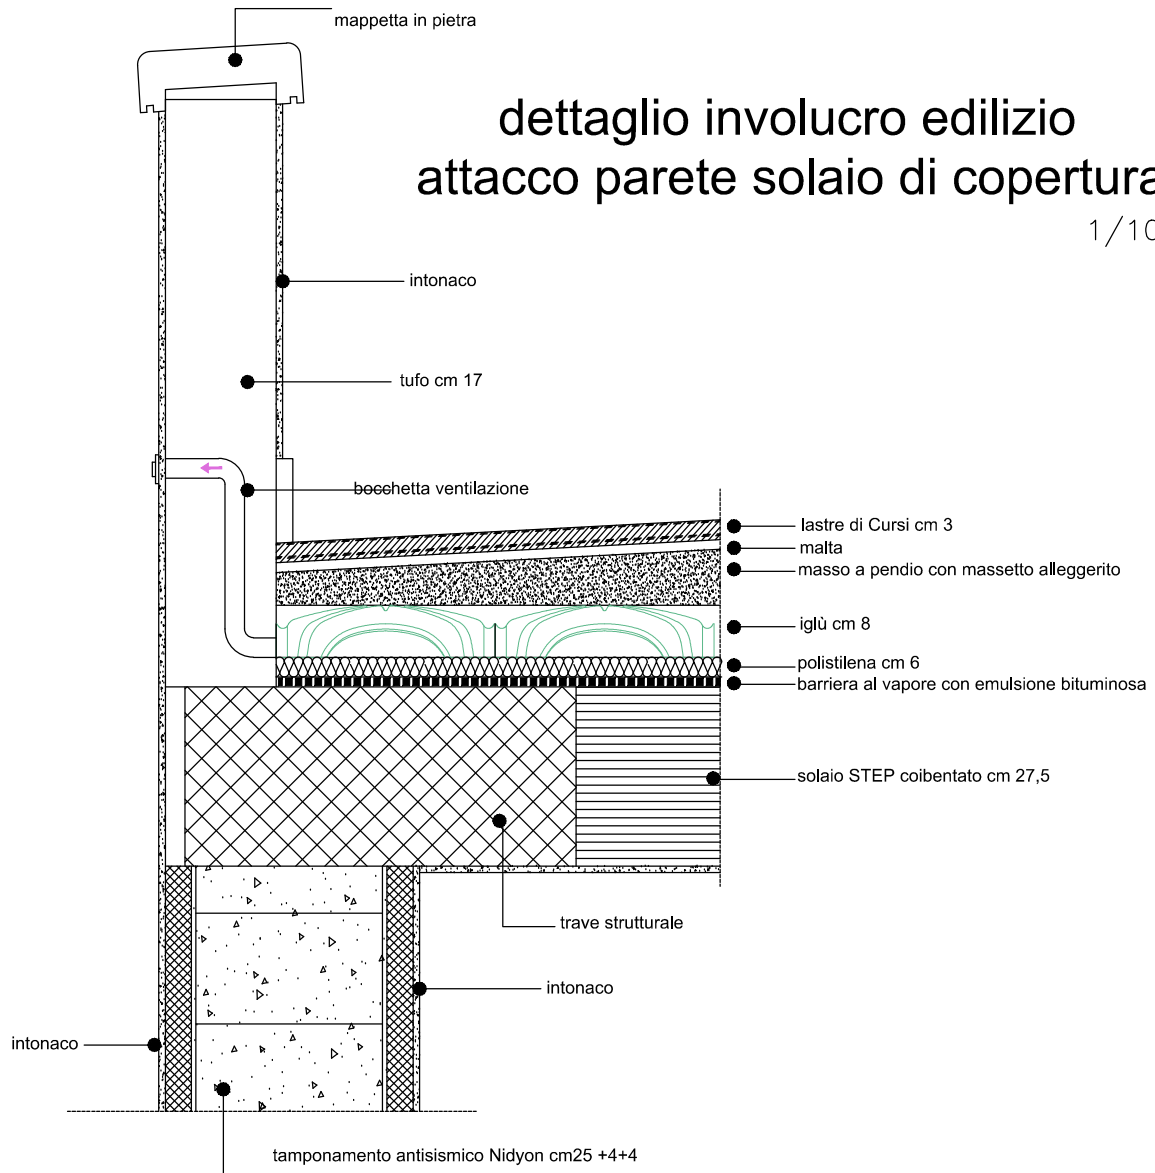 mappetta in pietra
dettaglio involucro edilizio
attacco parete solaio di copertura
1/10
intonaco
tufo cm 17
bocchetta ventilazione
lastre di Cursi cm 3
malta
masso a pendio con massetto alleggerito
iglù cm 8
polistilena cm 6
barriera al vapore con emulsione bituminosa
solaio STEP coibentato cm 27,5
trave strutturale
intonaco
intonaco
tamponamento antisismico Nidyon cm25 +4+4